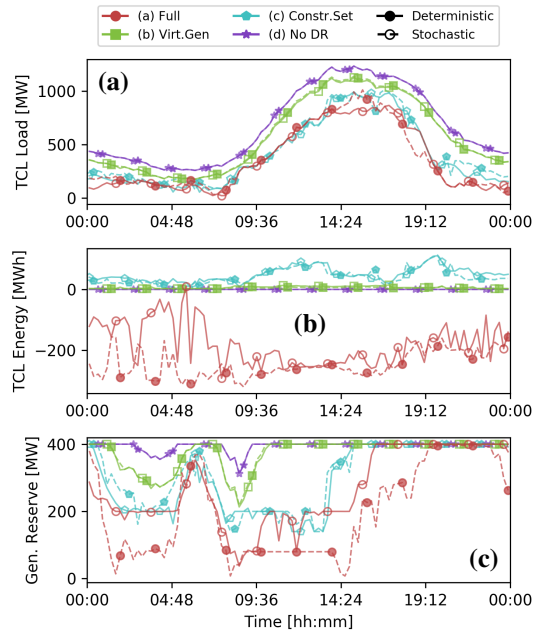 (a) Full (c) Constr.Set Deterministic
(b) Virt.Gen (d) No DR Stochastic
(a)
TCL Load [MW]
1000
500
0
00:00 04:48 09:36 14:24 19:12 00:00
(b)
TCL Energy [MWh]
0
−200
00:00 04:48 09:36 14:24 19:12 00:00
(c)
Gen. Reserve [MW]
400
200
0
00:00 04:48 09:36 14:24 19:12 00:00
Time [hh:mm]